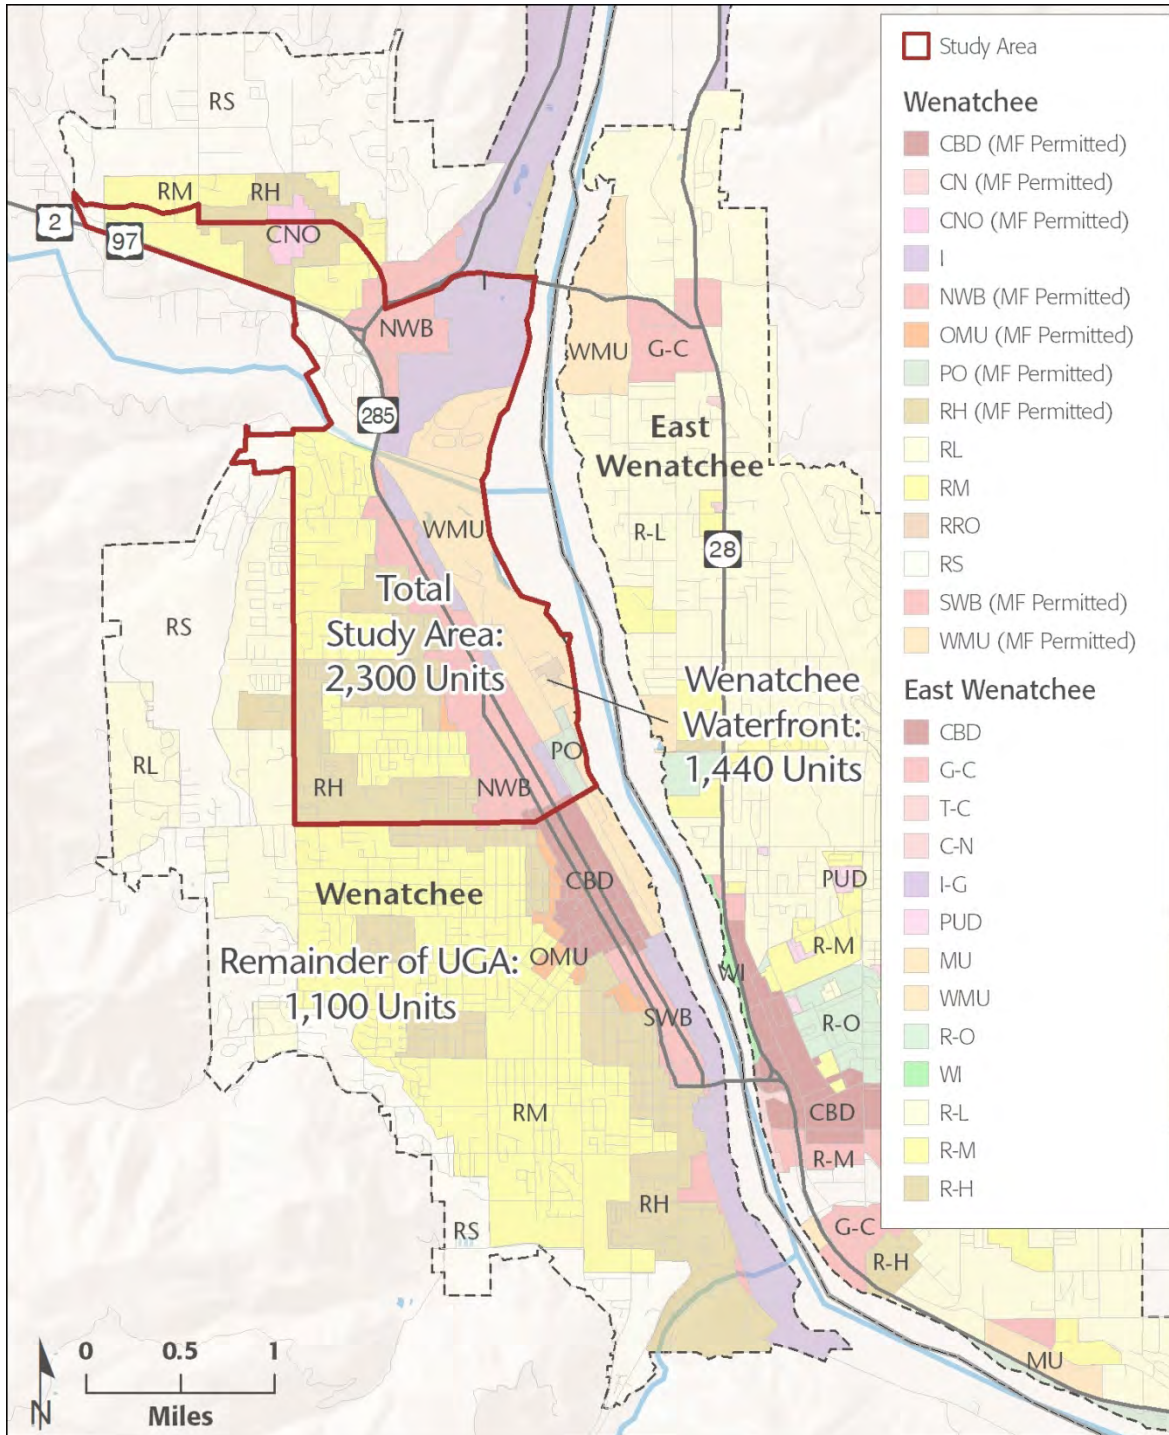 RS
RM
RH
CNO
2
97
I
NWB
285
WMU
G-C
East
Wenatchee
WMU
R-L
28
Total
Study Area:
2,300 Units
RS
Wenatchee
Waterfront:
1,440 Units
PO
RL
RH
NWB
Wenatchee
CBD
PUD
R-M
OMU
Remainder of UGA:
1,100 Units
WI
SWB
R-O
RM
CBD
R-M
RH
RS
G-C
R-H
MU
0 0.5 1
Miles
N
Study Area
Wenatchee
CBD (MF Permitted)
CN (MF Permitted)
CNO (MF Permitted)
I
NWB (MF Permitted)
OMU (MF Permitted)
PO (MF Permitted)
RH (MF Permitted)
RL
RM
RRO
RS
SWB (MF Permitted)
WMU (MF Permitted)
East Wenatchee
CBD
G-C
T-C
C-N
I-G
PUD
MU
WMU
R-O
WI
R-L
R-M
R-H